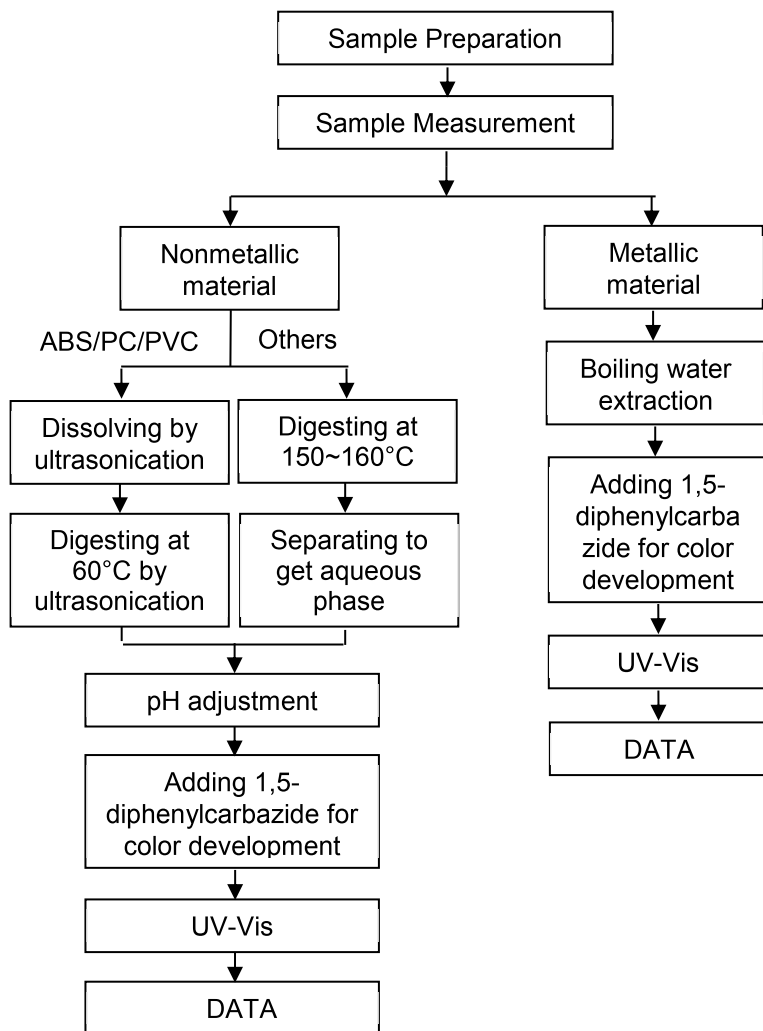 Sample Preparation
Sample Measurement
Nonmetallic
material
Metallic
material
ABS/PC/PVC
Others
Boiling water
extraction
Dissolving by
ultrasonication
Digesting at
150~160°C
Adding 1,5-
diphenylcarba
zide for color
development
Digesting at
60°C by
ultrasonication
Separating to
get aqueous
phase
UV-Vis
pH adjustment
DATA
Adding 1,5-
diphenylcarbazide for
color development
UV-Vis
DATA